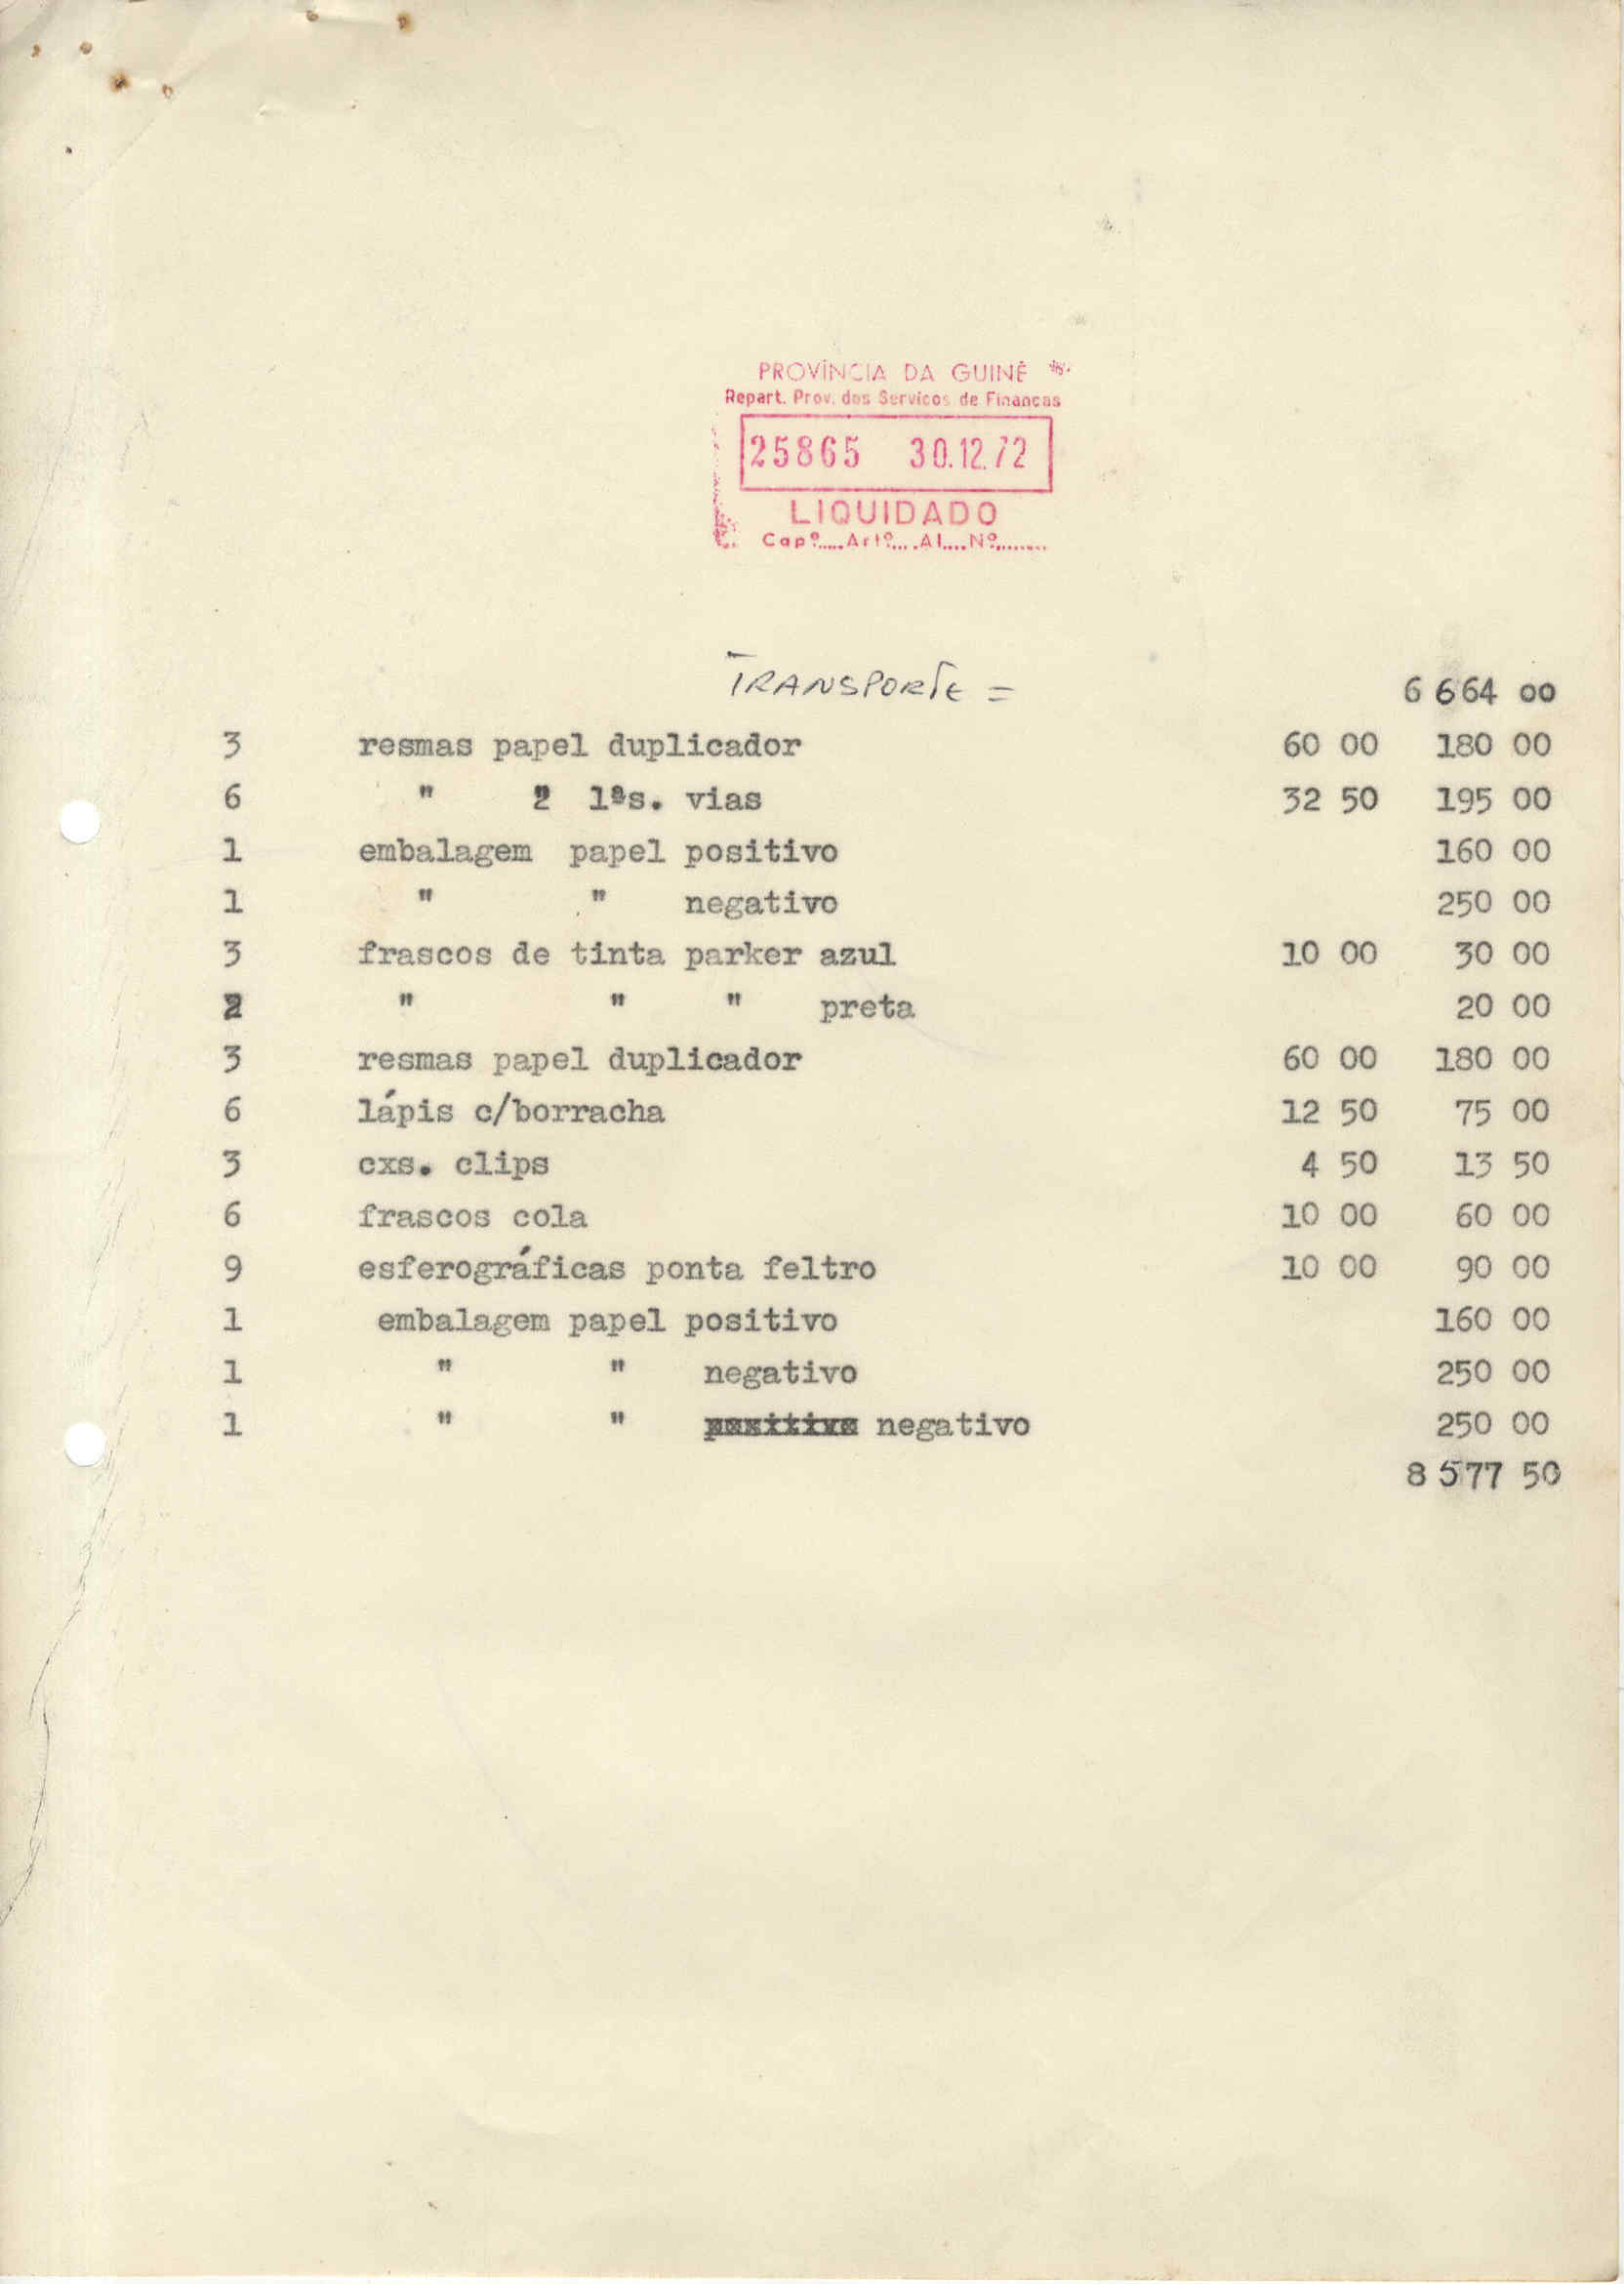 PROVÍNCIA DA GUINÉ
Repart. Prov. dos Servicos de Financas
25865 30.12.72
LIQUIDADO
Capº.....Artº.....Al.....Nº........
TRANSPORTE = 6 664 00
3 resmas papel duplicador 60 00 180 00
6 " " 1ªs. vias 32 50 195 00
1 embalagem papel positivo 160 00
1 " " negativo 250 00
3 frascos de tinta parker azul 10 00 30 00
2 " " " preta 20 00
3 resmas papel duplicador 60 00 180 00
6 lápis c/borracha 12 50 75 00
3 cxs. clips 4 50 13 50
6 frascos cola 10 00 60 00
9 esferográficas ponta feltro 10 00 90 00
1 embalagem papel positivo 160 00
1 " " negativo 250 00
1 " " negativo 250 00
8 577 50